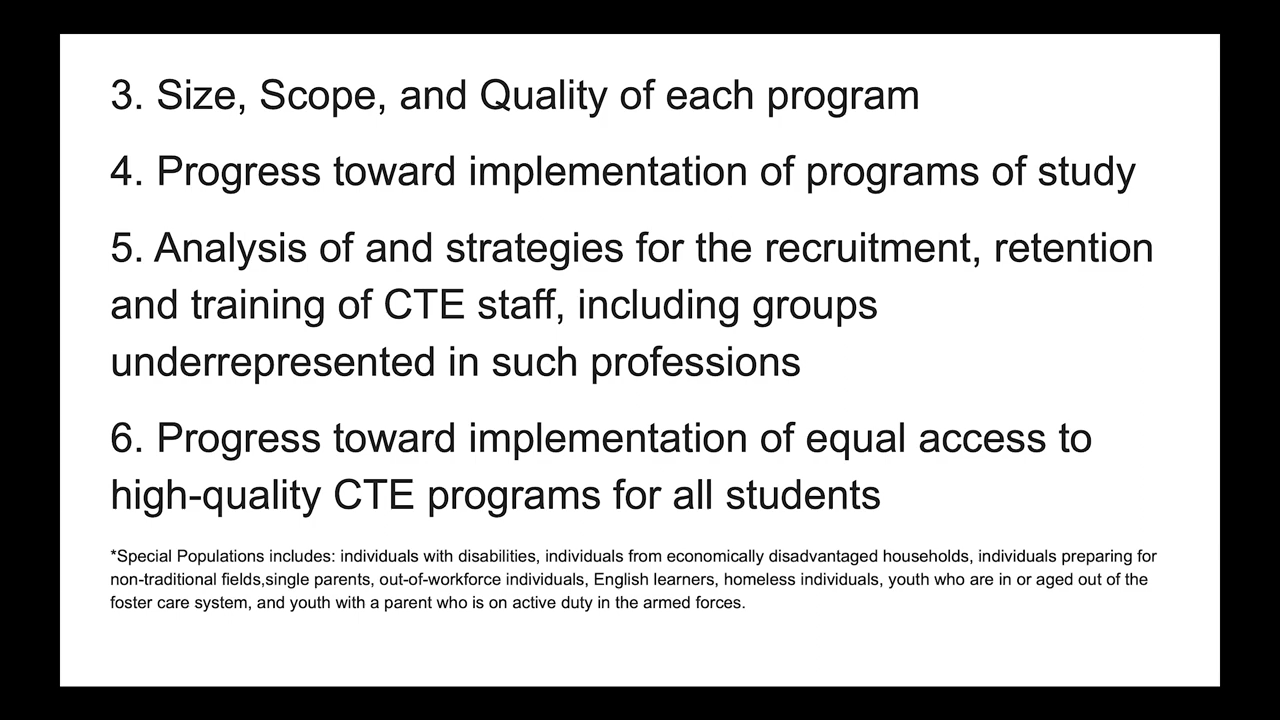 3. Size, Scope, and Quality of each program
4. Progress toward implementation of programs of study
5. Analysis of and strategies for the recruitment, retention
and training of CTE staff, including groups
underrepresented in such professions
6. Progress toward implementation of equal access to
high-quality CTE programs for all students
*Special Populations includes: individuals with disabilities, individuals from economically disadvantaged households, individuals preparing for
non-traditional fields,single parents, out-of-workforce individuals, English learners, homeless individuals, youth who are in or aged out of the
foster care system, and youth with a parent who is on active duty in the armed forces.